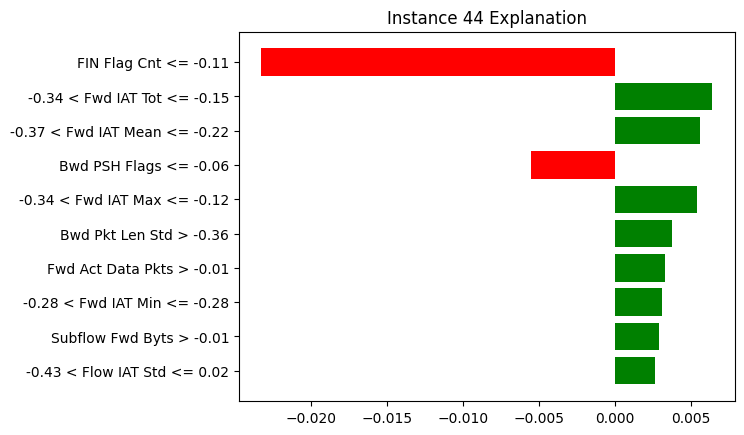 Instance 44 Explanation
FIN Flag Cnt <= -0.11
-0.34 < Fwd IAT Tot <= -0.15
-0.37 < Fwd IAT Mean <= -0.22
Bwd PSH Flags <= -0.06
-0.34 < Fwd IAT Max <= -0.12
Bwd Pkt Len Std > -0.36
Fwd Act Data Pkts > -0.01
-0.28 < Fwd IAT Min <= -0.28
Subflow Fwd Byts > -0.01
-0.43 < Flow IAT Std <= 0.02
−0.020 −0.015 −0.010 −0.005 0.000 0.005